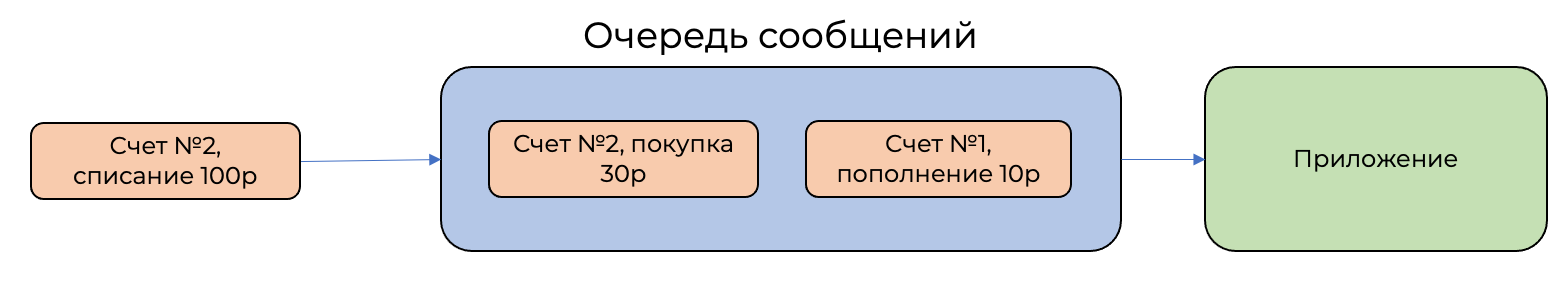 Очередь сообщений
Счет №2,
списание 100р
Счет №2, покупка
30р
Счет №1,
пополнение 10р
Приложение